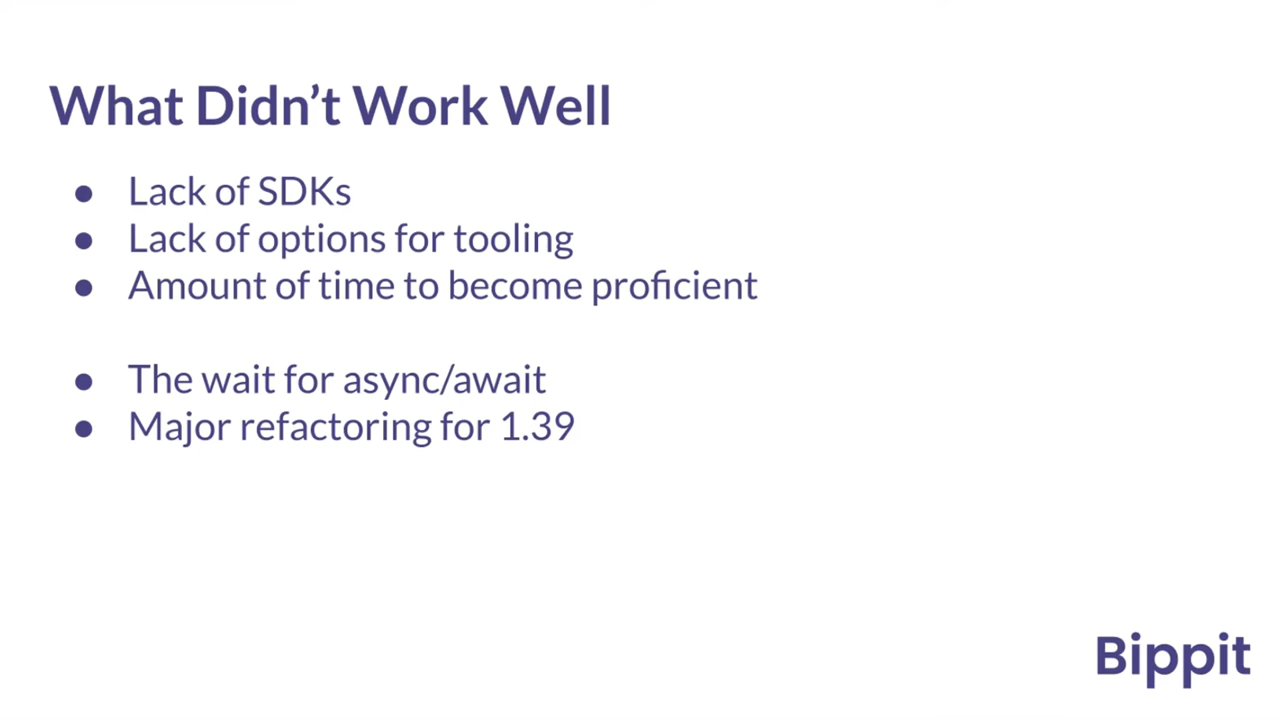 What Didn’t Work Well
● Lack of SDKs
● Lack of options for tooling
● Amount of time to become proficient
● The wait for async/await
● Major refactoring for 1.39
Bippit